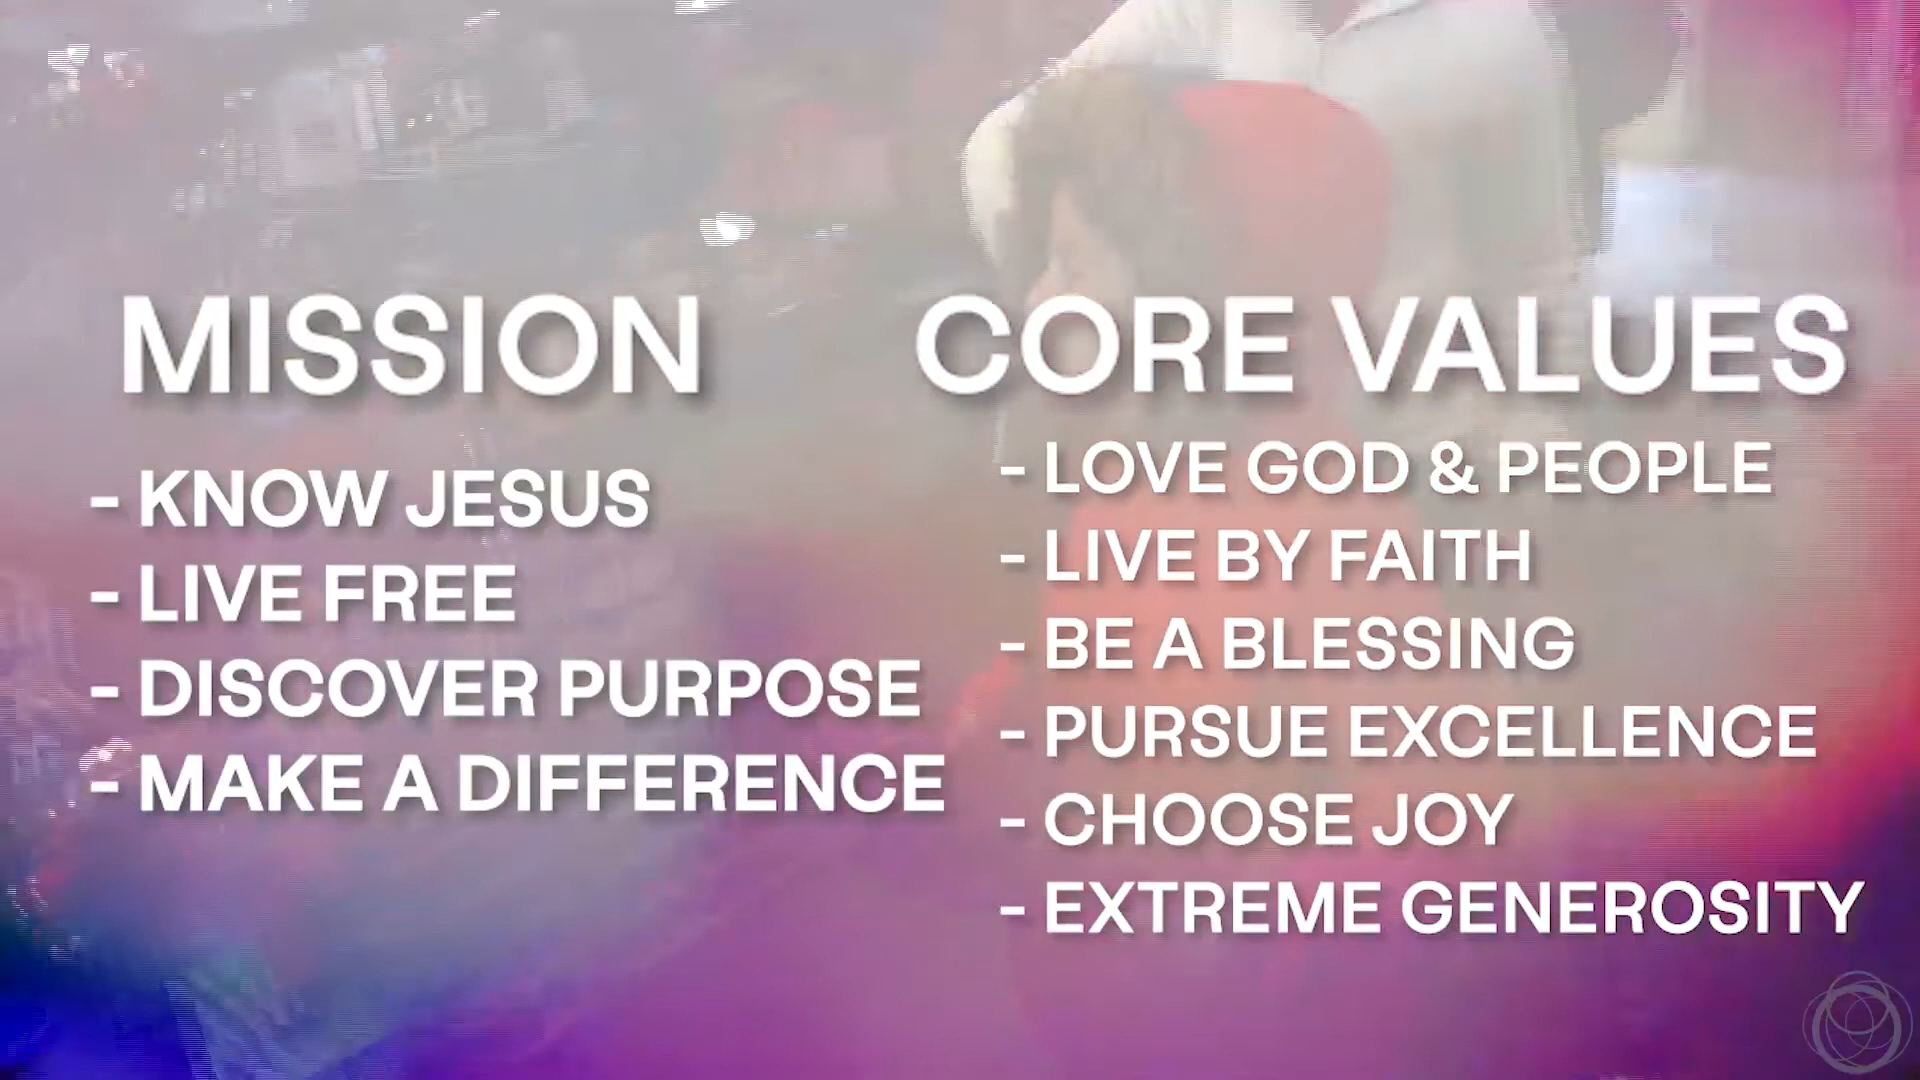 MISSION
- KNOW JESUS
- LIVE FREE
- DISCOVER PURPOSE
- MAKE A DIFFERENCE
CORE VALUES
- LOVE GOD & PEOPLE
- LIVE BY FAITH
- BE A BLESSING
- PURSUE EXCELLENCE
- CHOOSE JOY
- EXTREME GENEROSITY